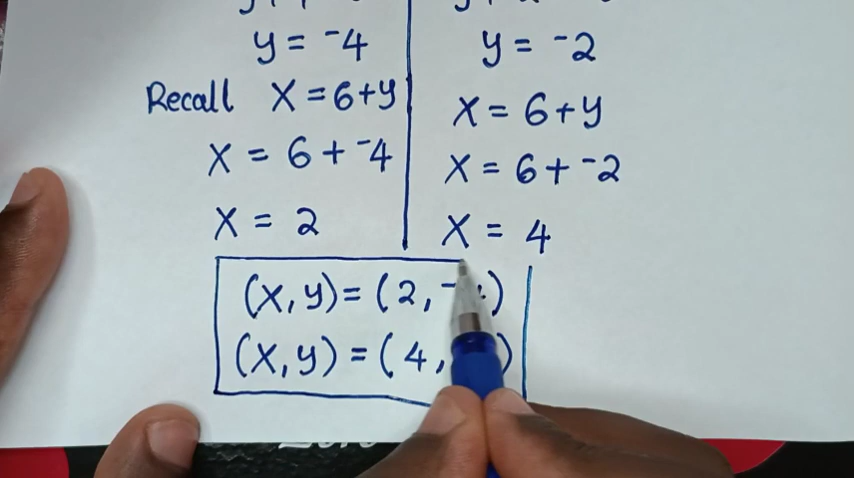 y = -4
Recall x = 6+y
x = 6 + -4
x = 2
y = -2
x = 6 + y
x = 6 + -2
x = 4
(x, y) = (2, - )
(x, y) = (4, )